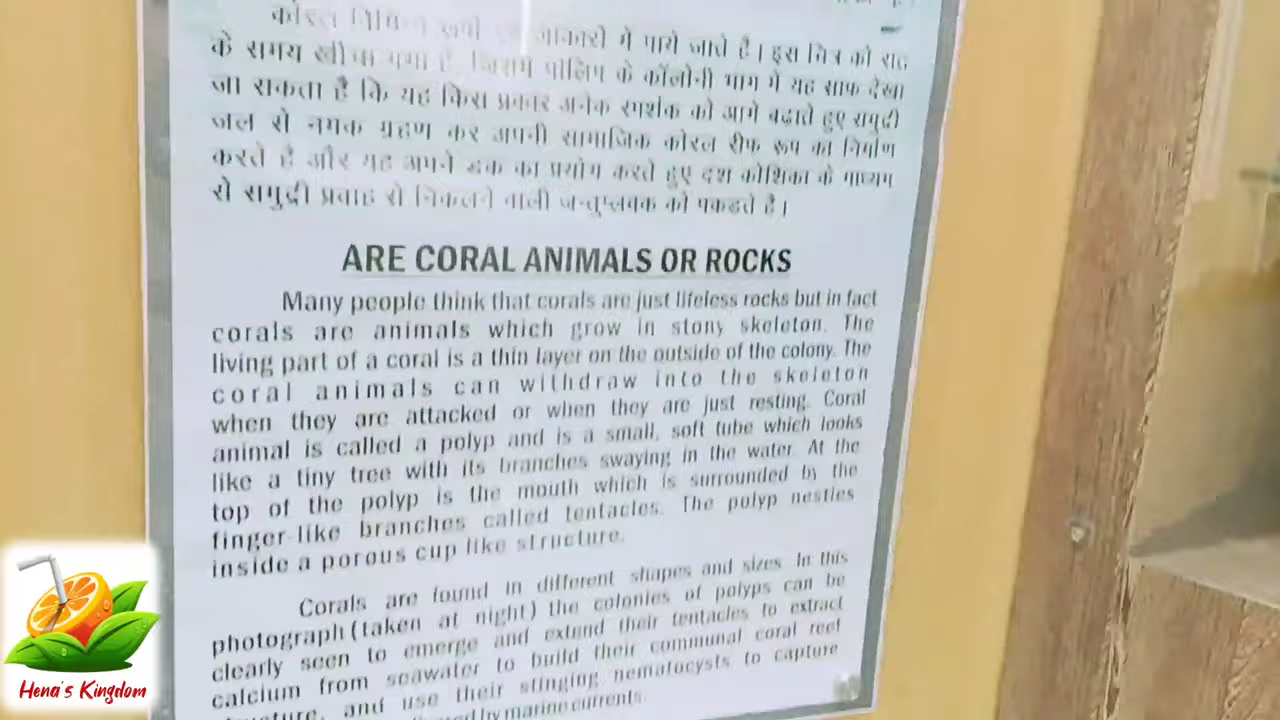 कोरल विभिन्न रूपों एवं आकारों में पाये जाते है। इस चित्र को रात
के समय खींचा गया है, जिसमें पोलिप के कॉलोनी भाग में यह साफ देखा
जा सकता है कि यह किस प्रकार अनेक स्पर्शक को आगे बढाते हुए समुद्री
जल से नमक ग्रहण कर अपनी सामाजिक कोरल रीफ रूप का निर्माण
करते है और यह अपने डंक का प्रयोग करते हुए दंश कोशिका के माध्यम
से समुद्री प्रवाह से निकलने वाली जन्तुप्लवक को पकडते है।
ARE CORAL ANIMALS OR ROCKS
Many people think that corals are just lifeless rocks but in fact
corals are animals which grow in stony skeleton. The
living part of a coral is a thin layer on the outside of the colony. The
coral animals can withdraw into the skeleton
when they are attacked or when they are just resting. Coral
animal is called a polyp and is a small, soft tube which looks
like a tiny tree with its branches swaying in the water. At the
top of the polyp is the mouth which is surrounded by the
finger-like branches called tentacles. The polyp nestles
inside a porous cup like structure.
Corals are found in different shapes and sizes. In this
photograph (taken at night) the colonies of polyps can be
clearly seen to emerge and extend their tentacles to extract
calcium from seawater to build their communal coral reef
structure, and use their stinging nematocysts to capture
by marine currents.
Hena's Kingdom